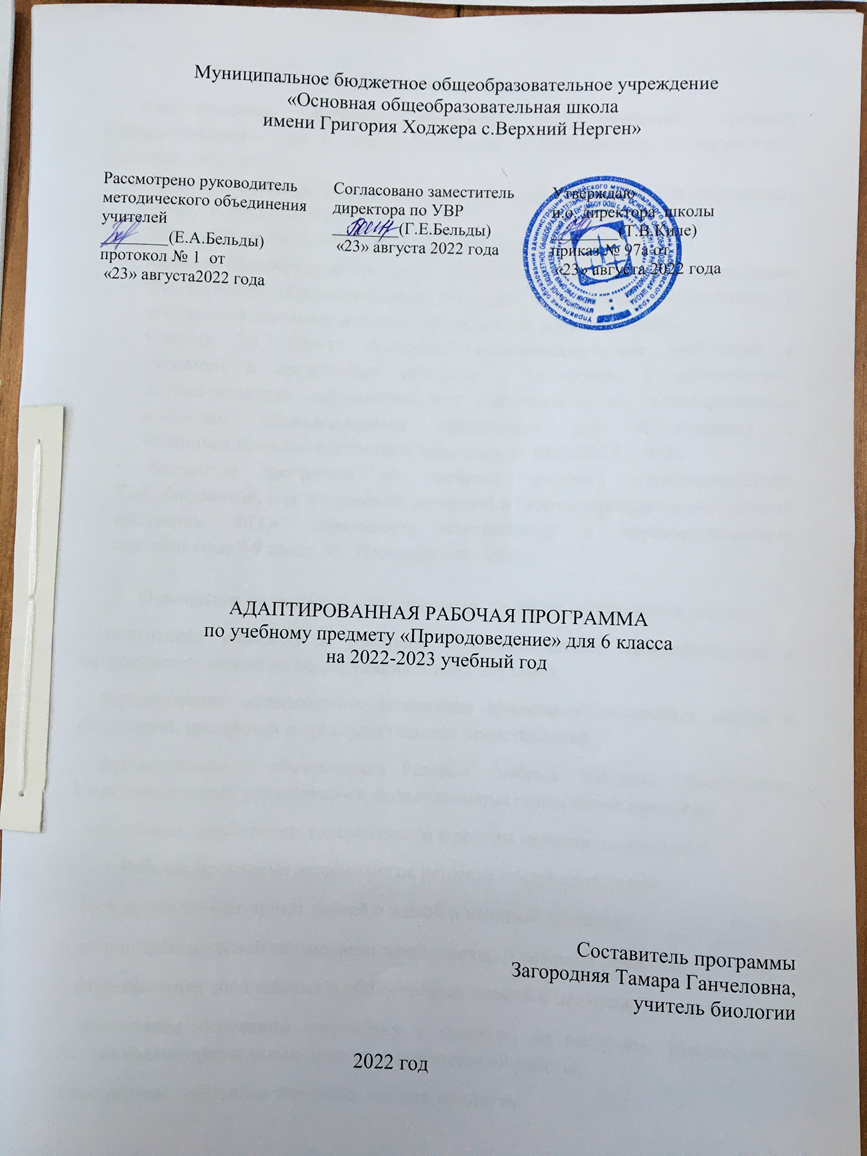 Муниципальное бюджетное общеобразовательное учреждение
«Основная общеобразовательная школа
имени Григория Ходжера с.Верхний Нерген»
Рассмотрено руководитель
методического объединения
учителей
________(Е.А.Бельды)
протокол № 1 от
«23» августа2022 года
Согласовано заместитель
директора по УВР
________(Г.Е.Бельды)
«23» августа 2022 года
Утверждаю
и.о. директора школы
(Т.В.Киле)
приказ № 97а от
«23» августа 2022 года
АДАПТИРОВАННАЯ РАБОЧАЯ ПРОГРАММА
по учебному предмету «Природоведение» для 6 класса
на 2022-2023 учебный год
Составитель программы
Загородняя Тамара Ганчеловна,
учитель биологии
2022 год